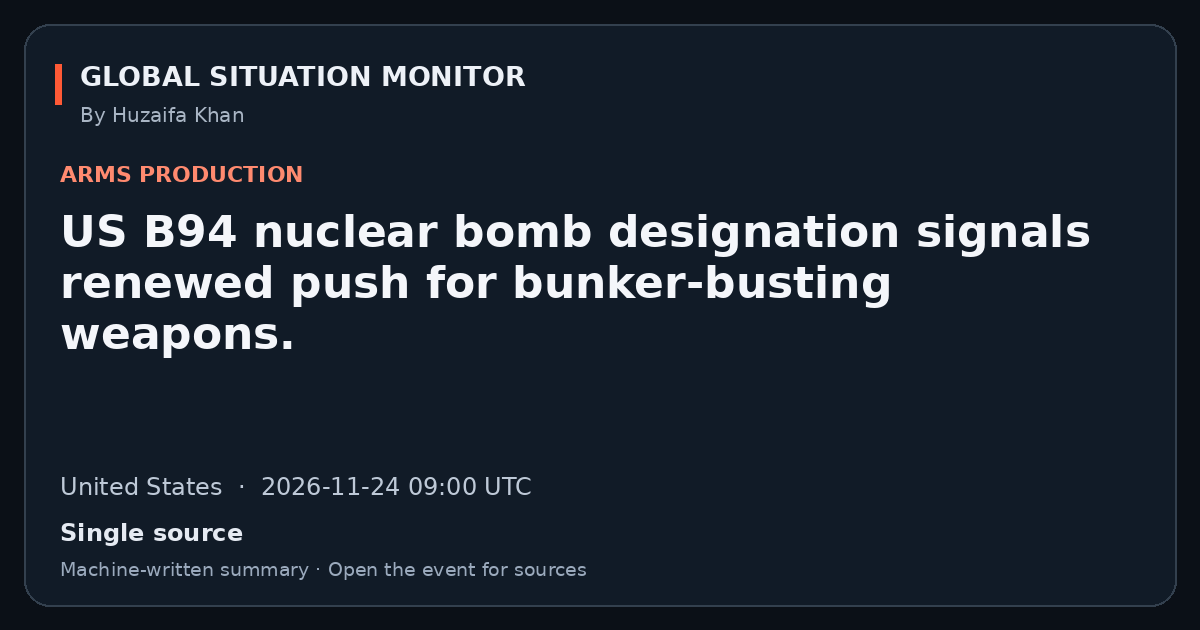 GLOBAL SITUATION MONITOR
By Huzaifa Khan
ARMS PRODUCTION
US B94 nuclear bomb designation signals
renewed push for bunker-busting
weapons.
United States · 2026-11-24 09:00 UTC
Single source
Machine-written summary · Open the event for sources